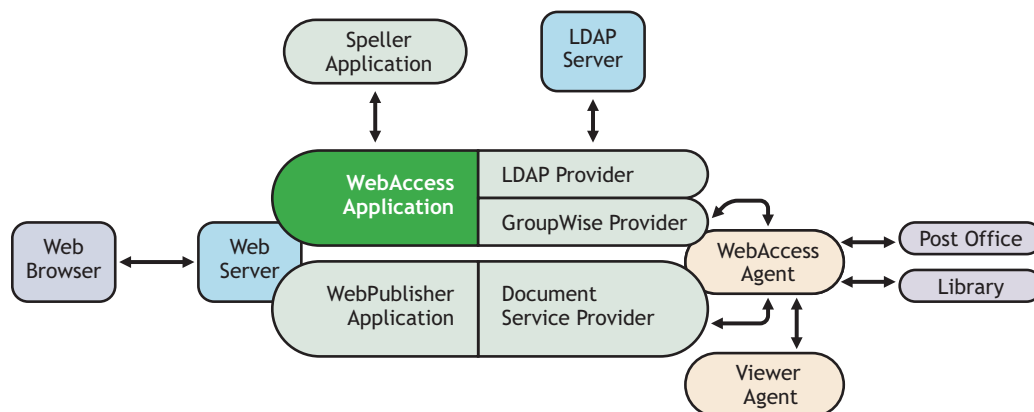 Speller
Application
LDAP
Server
WebAccess
Application
LDAP Provider
GroupWise Provider
Web
Browser
Web
Server
WebAccess
Agent
Post Office
Library
WebPublisher
Application
Document
Service Provider
Viewer
Agent